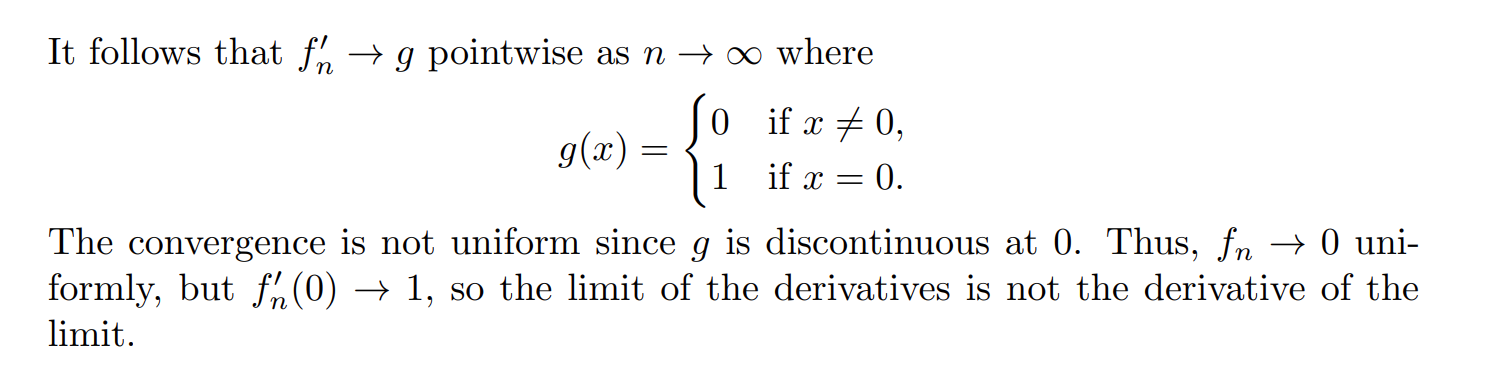 It follows that f′ₙ → g pointwise as n → ∞ where
g(x) = { 0 if x ≠ 0,
1 if x = 0.
The convergence is not uniform since g is discontinuous at 0. Thus, fₙ → 0 uni-
formly, but f′ₙ(0) → 1, so the limit of the derivatives is not the derivative of the
limit.